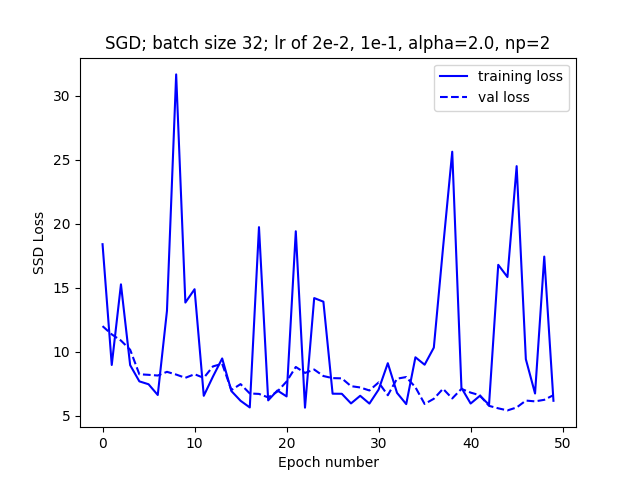 SGD; batch size 32; lr of 2e-2, 1e-1, alpha=2.0, np=2
training loss
val loss
30
25
20
15
10
5
SSD Loss
0 10 20 30 40 50
Epoch number